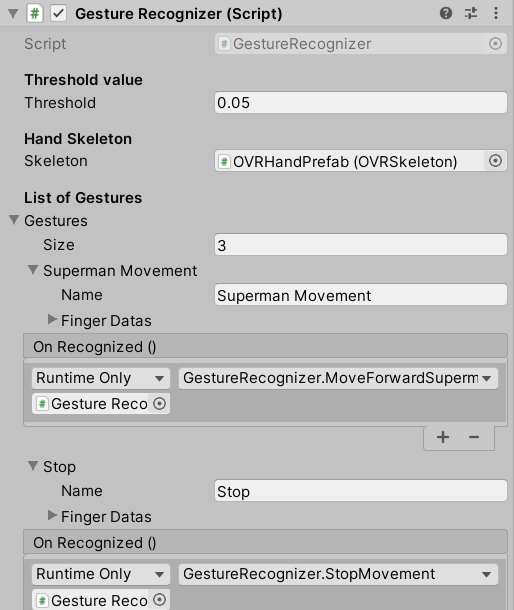 Gesture Recognizer (Script)
Script GestureRecognizer
Threshold value
Threshold 0.05
Hand Skeleton
Skeleton OVRHandPrefab (OVRSkeleton)
List of Gestures
Gestures
Size 3
Superman Movement
Name Superman Movement
Finger Datas
On Recognized ()
Runtime Only GestureRecognizer.MoveForwardSuperm
Gesture Reco
Stop
Name Stop
Finger Datas
On Recognized ()
Runtime Only GestureRecognizer.StopMovement
Gesture Reco